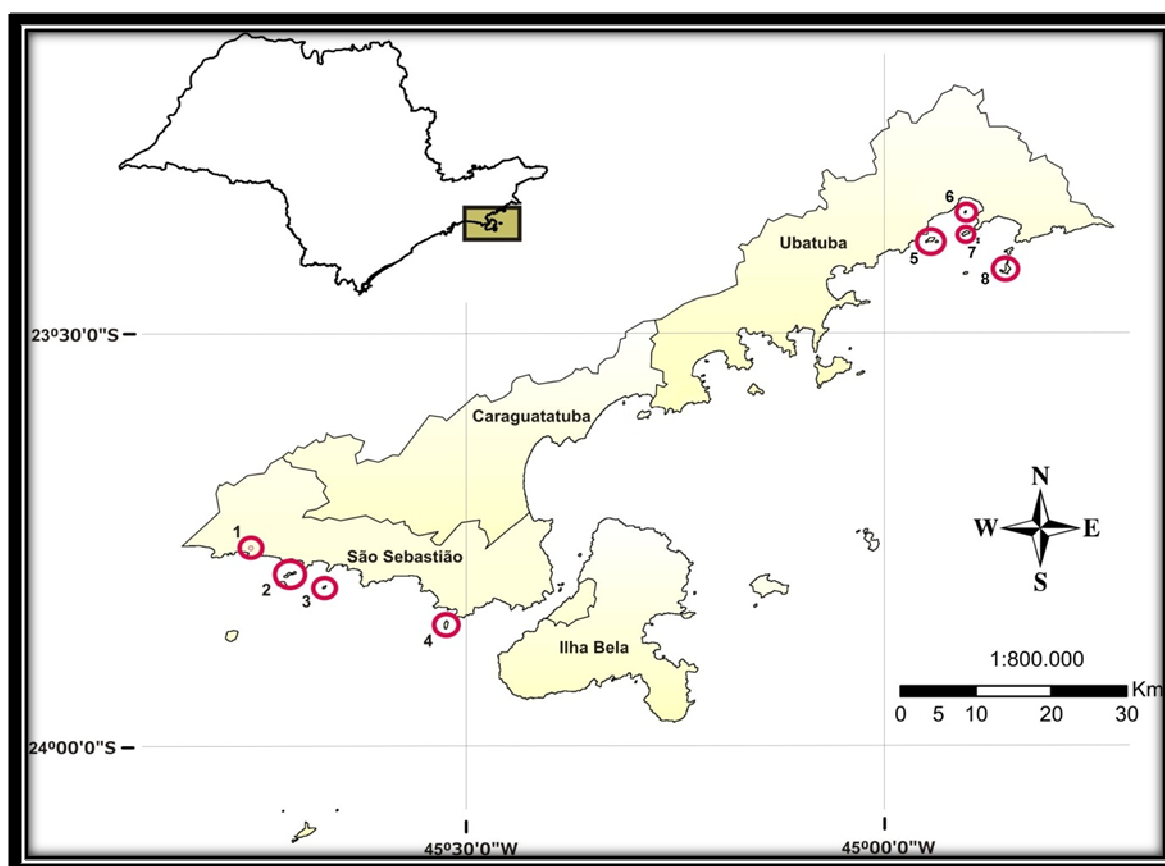 6
Ubatuba
5
7
8
23º30'0"S
Caraguatatuba
N
W E
S
1
São Sebastião
2
3
4
Ilha Bela
1:800.000
Km
0 5 10 20 30
24º00'0"S
45º30'0"W
45º00'0"W